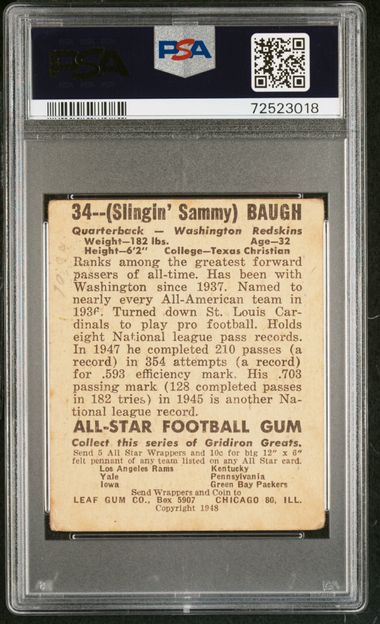 PSA
PSA
72523018
34--(Slingin' Sammy) BAUGH
Quarterback — Washington Redskins
Weight—182 lbs. Age—32
Height—6'2" College—Texas Christian
Ranks among the greatest forward
passers of all-time. Has been with
Washington since 1937. Named to
nearly every All-American team in
1936. Turned down St. Louis Car-
dinals to play pro football. Holds
eight National league pass records.
In 1947 he completed 210 passes (a
record) in 354 attempts (a record)
for .593 efficiency mark. His .703
passing mark (128 completed passes
in 182 tries) in 1945 is another Na-
tional league record.
ALL-STAR FOOTBALL GUM
Collect this series of Gridiron Greats.
Send 5 All Star Wrappers and 10c for big 12" x 6"
felt pennant of any team listed on any All Star card.
Los Angeles Rams Kentucky
Yale Pennsylvania
Iowa Green Bay Packers
Send Wrappers and Coin to
LEAF GUM CO., Box 5907 CHICAGO 80, ILL.
Copyright 1948